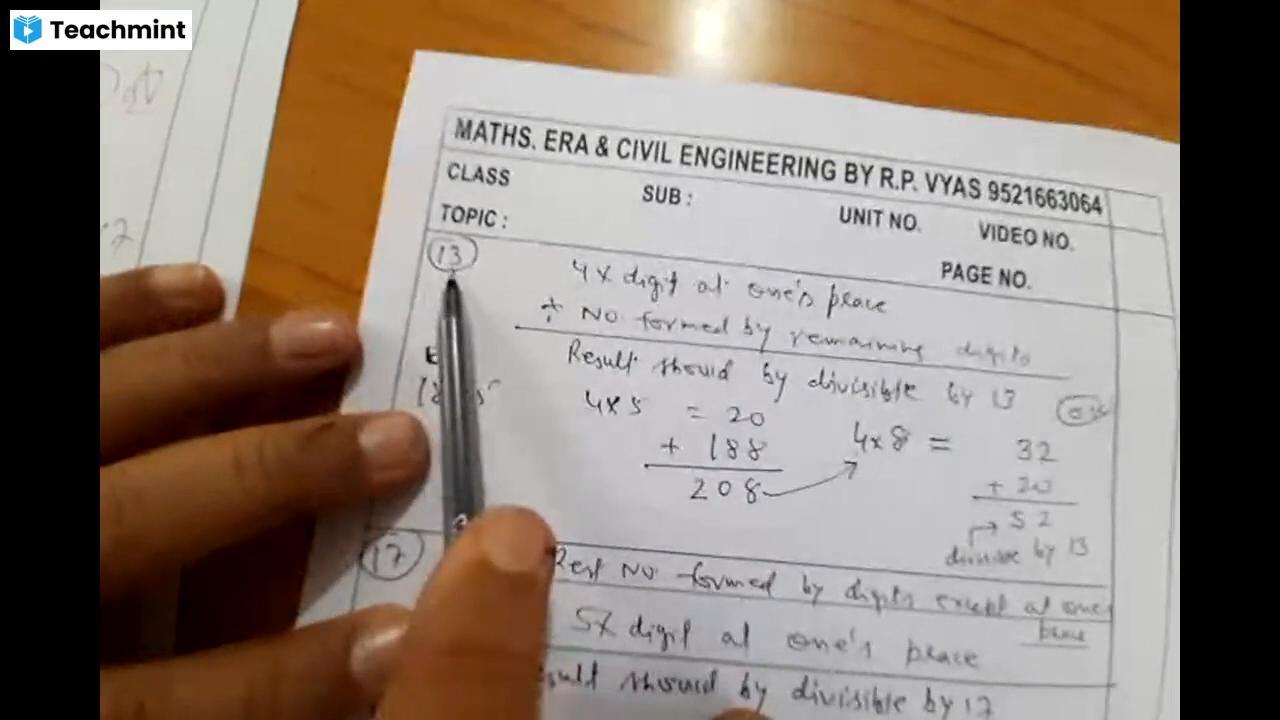 Teachmint
MATHS. ERA & CIVIL ENGINEERING BY R.P. VYAS 9521663064
CLASS SUB : UNIT NO. VIDEO NO.
TOPIC : PAGE NO.
13 4x digit at one's place
+ No formed by remaining digits
Result should by divisible by 13
4x5 = 20
+ 188
208
4x8 = 32
+ 20
52
divisible by 13
17 Rest No formed by digits except at one's
place
5x digit at one's place
should by divisible by 17